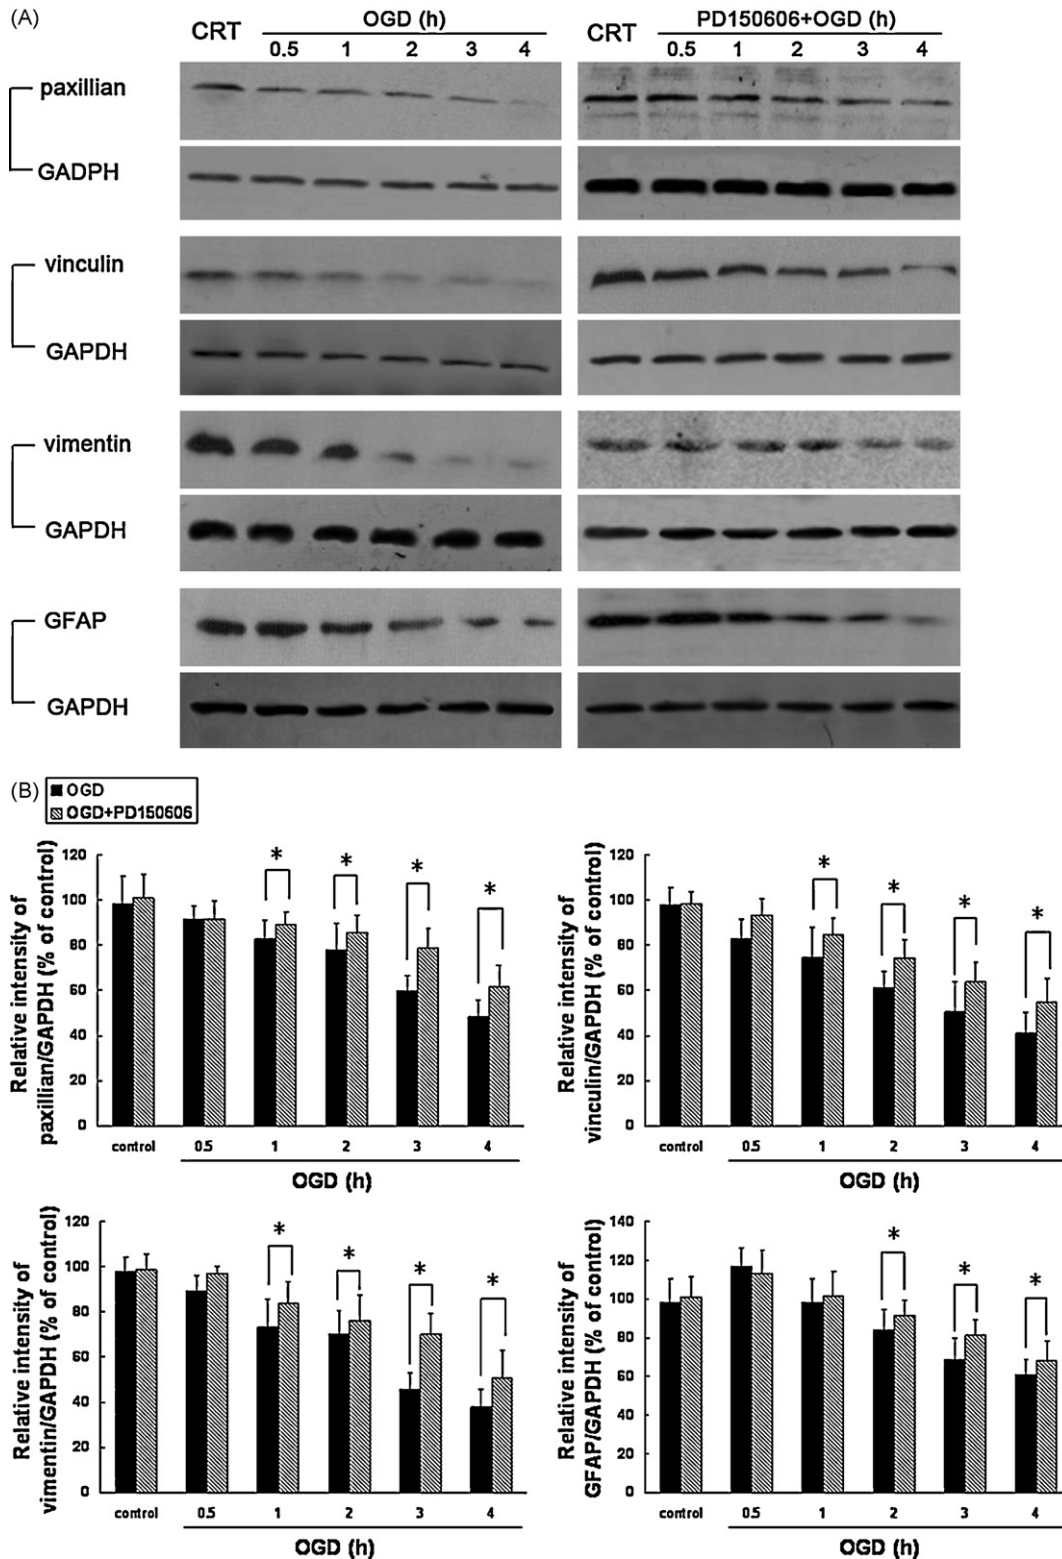 (A)
OGD (h)
PD150606+OGD (h)
CRT
CRT
0.5 1 2 3 4
0.5 1 2 3 4
paxillian
GADPH
vinculin
GAPDH
vimentin
GAPDH
GFAP
GAPDH
(B)
OGD
OGD+PD150606
Relative intensity of
paxillian/GAPDH (% of control)
120
100
80
60
40
20
0
* * * *
control 0.5 1 2 3 4
OGD (h)
Relative intensity of
vinculin/GAPDH (% of control)
120
100
80
60
40
20
0
* * * *
control 0.5 1 2 3 4
OGD (h)
Relative intensity of
vimentin/GAPDH (% of control)
120
100
80
60
40
20
0
* * * *
control 0.5 1 2 3 4
OGD (h)
Relative intensity of
GFAP/GAPDH (% of control)
140
120
100
80
60
40
20
0
* * *
control 0.5 1 2 3 4
OGD (h)